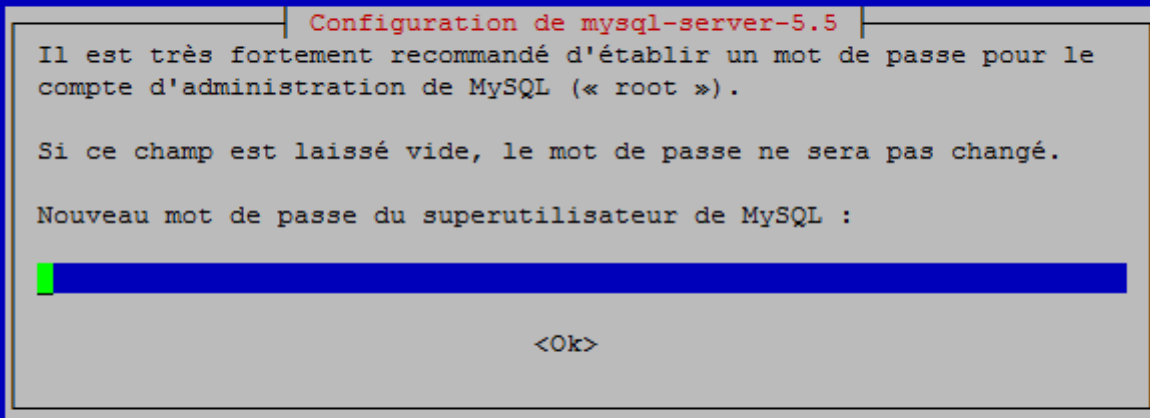 Configuration de mysql-server-5.5
Il est très fortement recommandé d'établir un mot de passe pour le
compte d'administration de MySQL (« root »).
Si ce champ est laissé vide, le mot de passe ne sera pas changé.
Nouveau mot de passe du superutilisateur de MySQL :
<Ok>